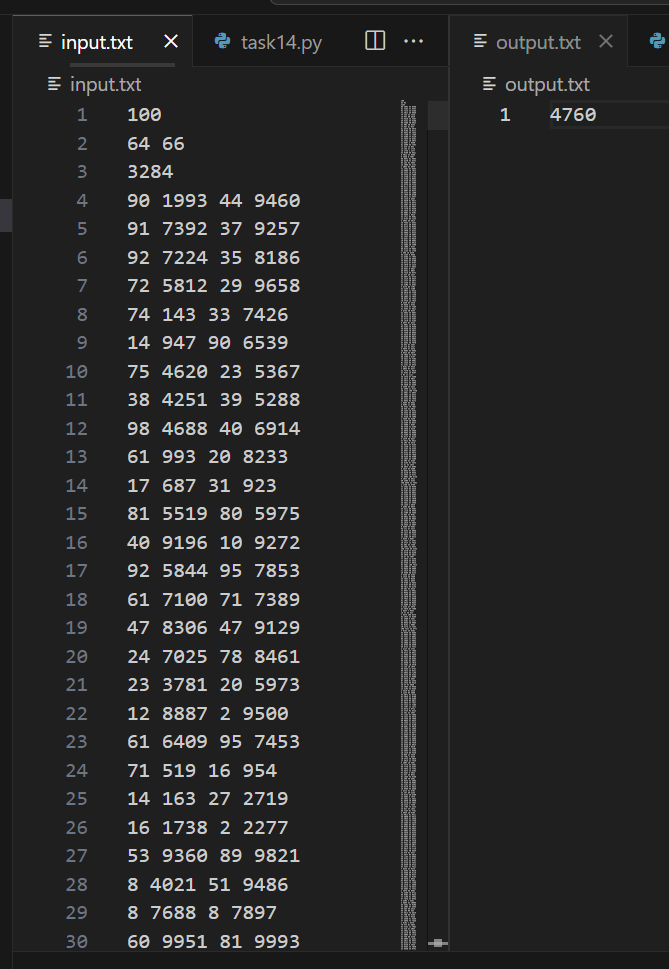 input.txt
task14.py
output.txt
input.txt
output.txt
1 100
2 64 66
3 3284
4 90 1993 44 9460
5 91 7392 37 9257
6 92 7224 35 8186
7 72 5812 29 9658
8 74 143 33 7426
9 14 947 90 6539
10 75 4620 23 5367
11 38 4251 39 5288
12 98 4688 40 6914
13 61 993 20 8233
14 17 687 31 923
15 81 5519 80 5975
16 40 9196 10 9272
17 92 5844 95 7853
18 61 7100 71 7389
19 47 8306 47 9129
20 24 7025 78 8461
21 23 3781 20 5973
22 12 8887 2 9500
23 61 6409 95 7453
24 71 519 16 954
25 14 163 27 2719
26 16 1738 2 2277
27 53 9360 89 9821
28 8 4021 51 9486
29 8 7688 8 7897
30 60 9951 81 9993
1 4760